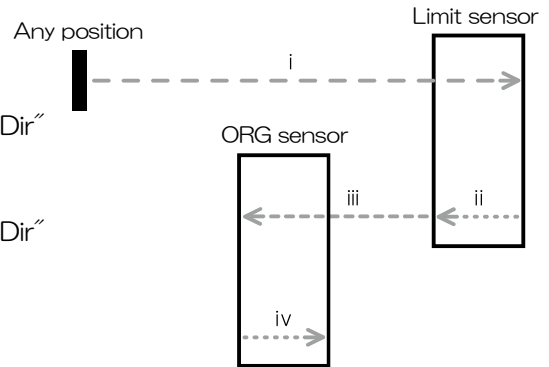 Limit sensor
Any position
i
Dir″
ORG sensor
iii
ii
Dir″
iv